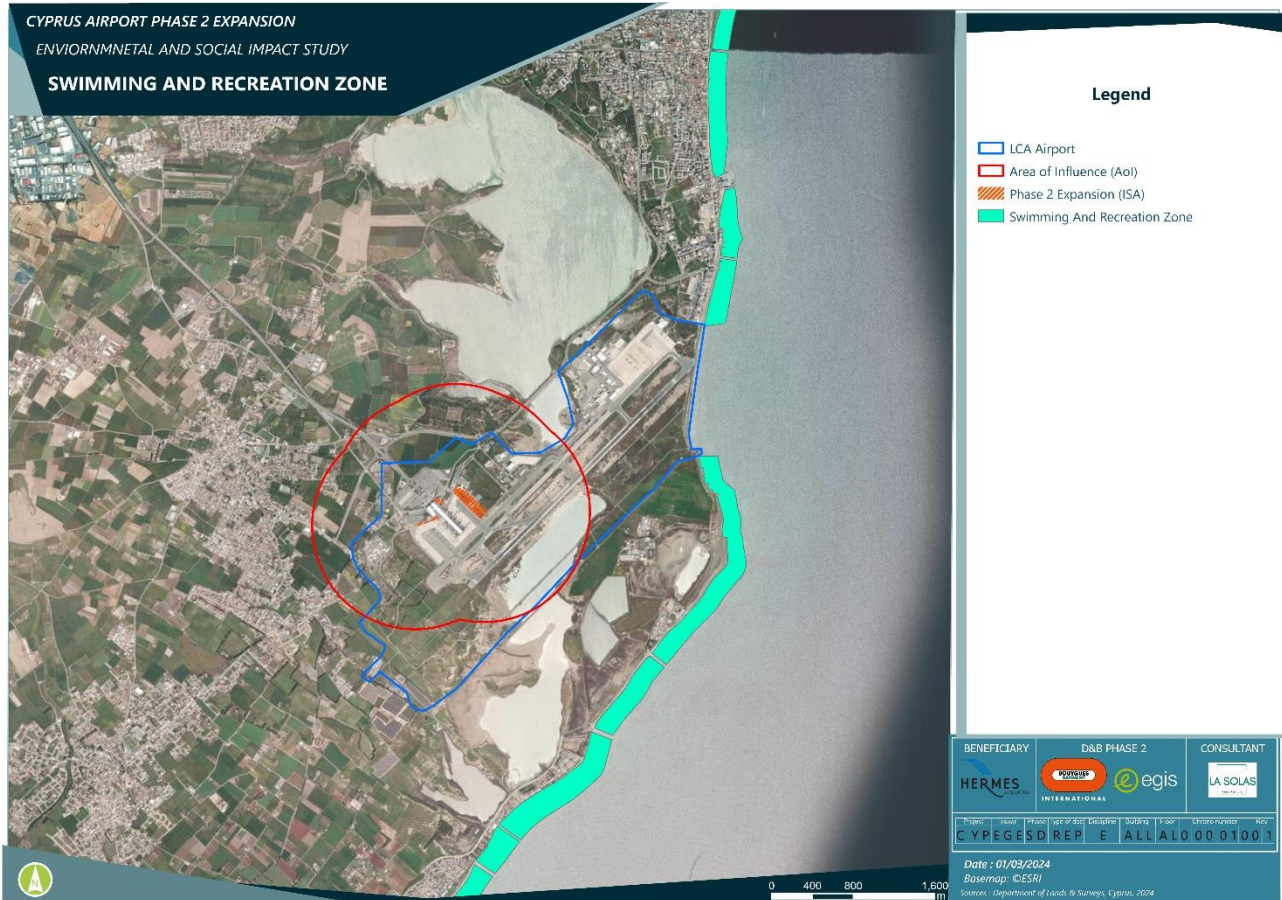 CYPRUS AIRPORT PHASE 2 EXPANSION
ENVIORNMNETAL AND SOCIAL IMPACT STUDY
SWIMMING AND RECREATION ZONE
Legend
LCA Airport
Area of Influence (AoI)
Phase 2 Expansion (ISA)
Swimming And Recreation Zone
BENEFICIARY D&B PHASE 2 CONSULTANT
HERMES
BOUYGUES
INTERNATIONAL
egis
LA SOLAS
Project Issuer Phase Type of doc Discipline Building Floor Chrono number Rev
C Y P E G E S D R E P E A L L A L 0 0 0 0 1 0 0 1
Date : 01/03/2024
Basemap: ©ESRI
Sources : Department of Lands & Surveys, Cyprus, 2024
N
0 400 800 1,600
m